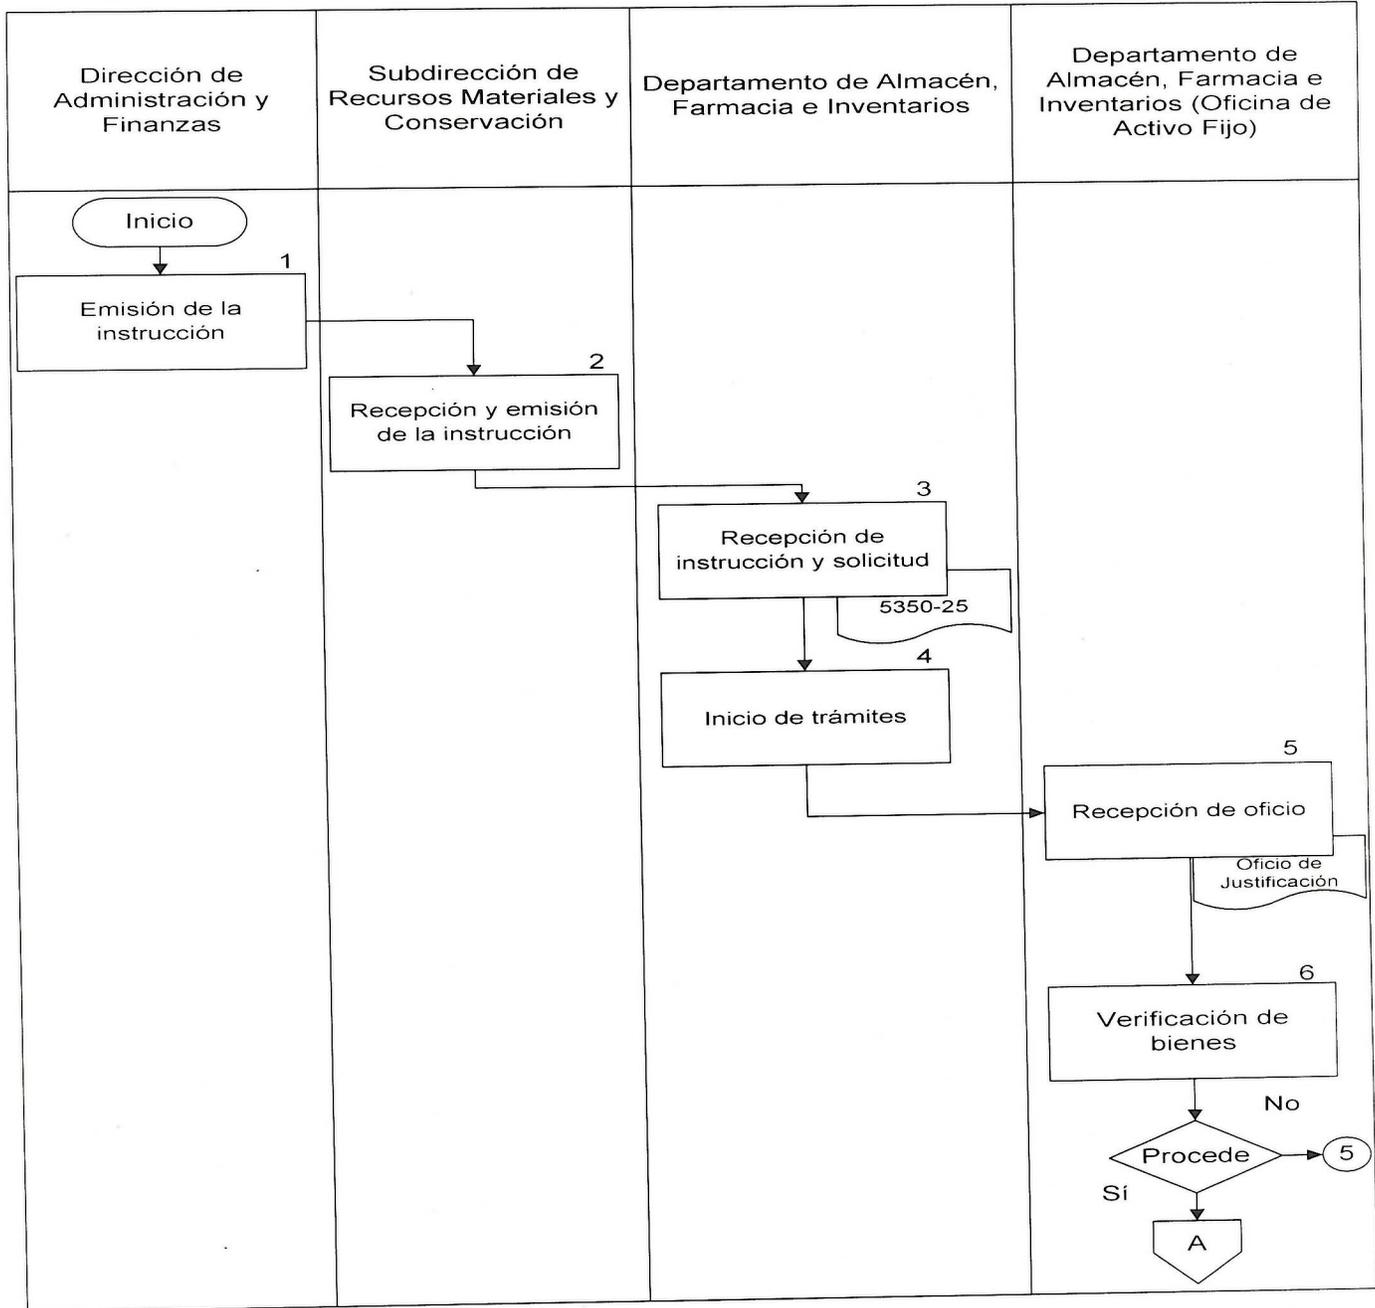 Dirección de
Administración y
Finanzas
Subdirección de
Recursos Materiales y
Conservación
Departamento de Almacén,
Farmacia e Inventarios
Departamento de
Almacén, Farmacia e
Inventarios (Oficina de
Activo Fijo)
Inicio
1
Emisión de la
instrucción
2
Recepción y emisión
de la instrucción
3
Recepción de
instrucción y solicitud
5350-25
4
Inicio de trámites
5
Recepción de oficio
Oficio de
Justificación
6
Verificación de
bienes
No
Procede
5
Sí
A